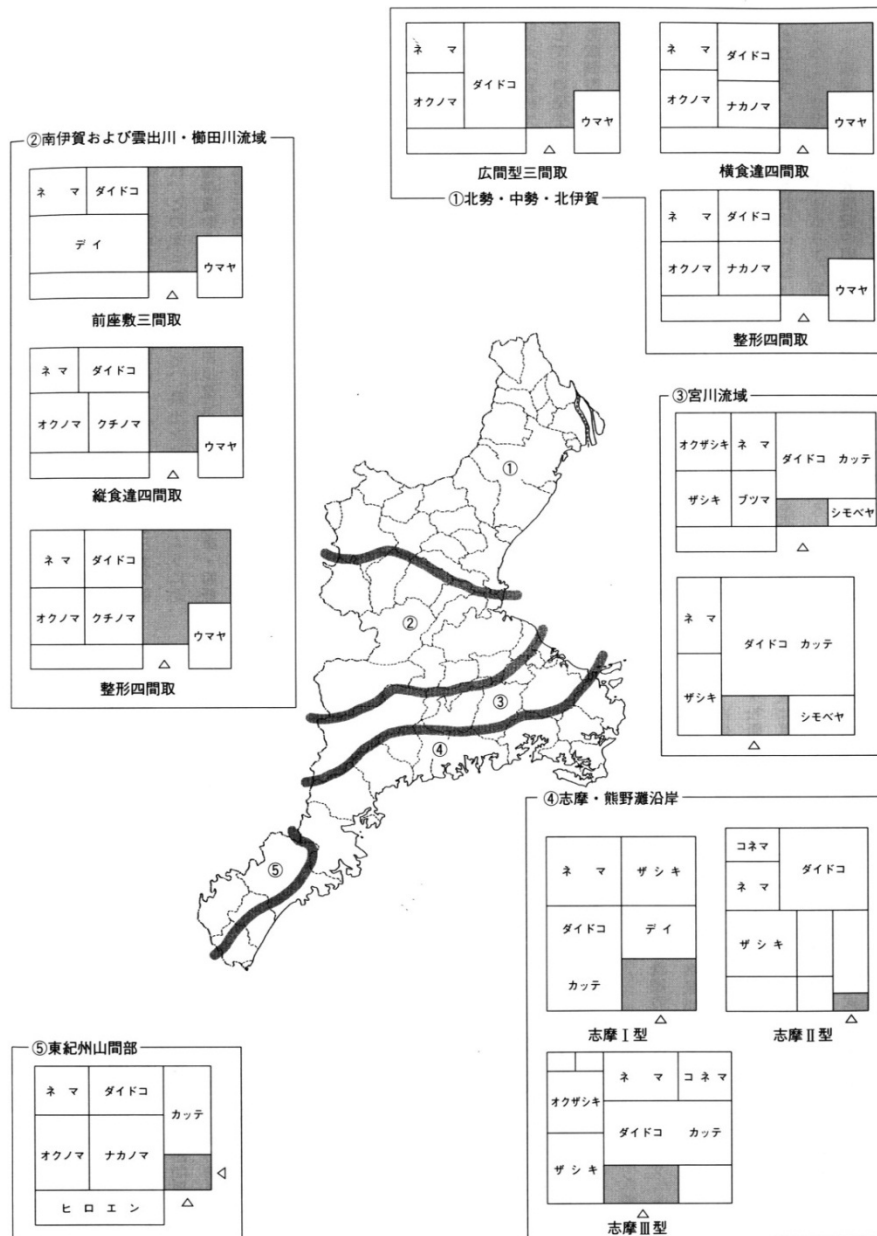 ネ マ
ダイドコ
オクノマ
ウマヤ
広間型三間取
ネ マ
ダイドコ
オクノマ
ナカノマ
ウマヤ
横食違四間取
①北勢・中勢・北伊賀
ネ マ
ダイドコ
オクノマ
ナカノマ
ウマヤ
整形四間取
②南伊賀および雲出川・櫛田川流域
ネ マ
ダイドコ
デ イ
ウマヤ
前座敷三間取
ネ マ
ダイドコ
オクノマ
クチノマ
ウマヤ
縦食違四間取
ネ マ
ダイドコ
オクノマ
クチノマ
ウマヤ
整形四間取
①
②
③
④
⑤
③宮川流域
オクザシキ
ネ マ
ダイドコ カッテ
ザシキ
ブツマ
シモベヤ
ネ マ
ダイドコ カッテ
ザシキ
シモベヤ
④志摩・熊野灘沿岸
ネ マ
ザ シ キ
ダイドコ
デ イ
カッテ
志摩Ⅰ型
コネマ
ダイドコ
ネ マ
ザ シ キ
志摩Ⅱ型
ネ マ
コ ネ マ
オクザシキ
ダイドコ カッテ
ザ シ キ
志摩Ⅲ型
⑤東紀州山間部
ネ マ
ダイドコ
カッテ
オクノマ
ナカノマ
ヒ ロ エ ン